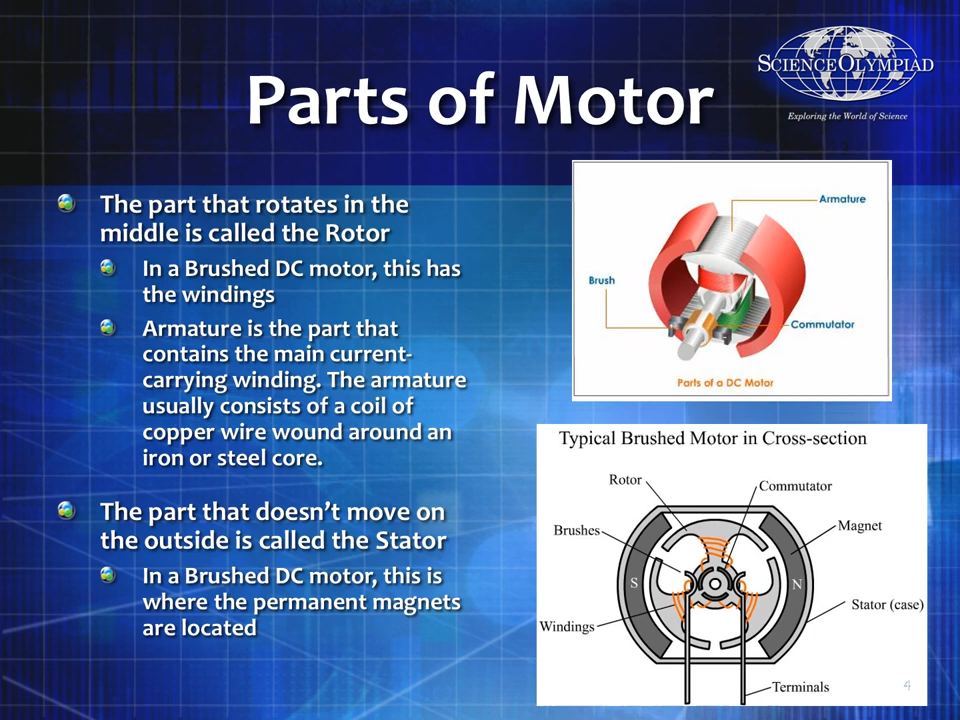 SCIENCEOLYMPIAD
Exploring the World of Science
Parts of Motor
The part that rotates in the
middle is called the Rotor
In a Brushed DC motor, this has
the windings
Armature is the part that
contains the main current-
carrying winding. The armature
usually consists of a coil of
copper wire wound around an
iron or steel core.
The part that doesn’t move on
the outside is called the Stator
In a Brushed DC motor, this is
where the permanent magnets
are located
Armature
Brush
Commutator
Parts of a DC Motor
Typical Brushed Motor in Cross-section
Rotor
Commutator
Brushes
Magnet
S
N
Stator (case)
Windings
Terminals
4